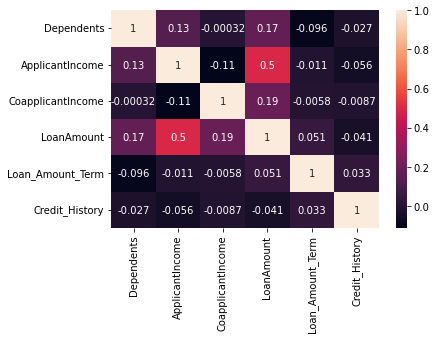 Dependents 1 0.13 -0.00032 0.17 -0.096 -0.027
ApplicantIncome 0.13 1 -0.11 0.5 -0.011 -0.056
CoapplicantIncome -0.00032 -0.11 1 0.19 -0.0058 -0.0087
LoanAmount 0.17 0.5 0.19 1 0.051 -0.041
Loan_Amount_Term -0.096 -0.011 -0.0058 0.051 1 0.033
Credit_History -0.027 -0.056 -0.0087 -0.041 0.033 1
Dependents
ApplicantIncome
CoapplicantIncome
LoanAmount
Loan_Amount_Term
Credit_History
1.0
0.8
0.6
0.4
0.2
0.0